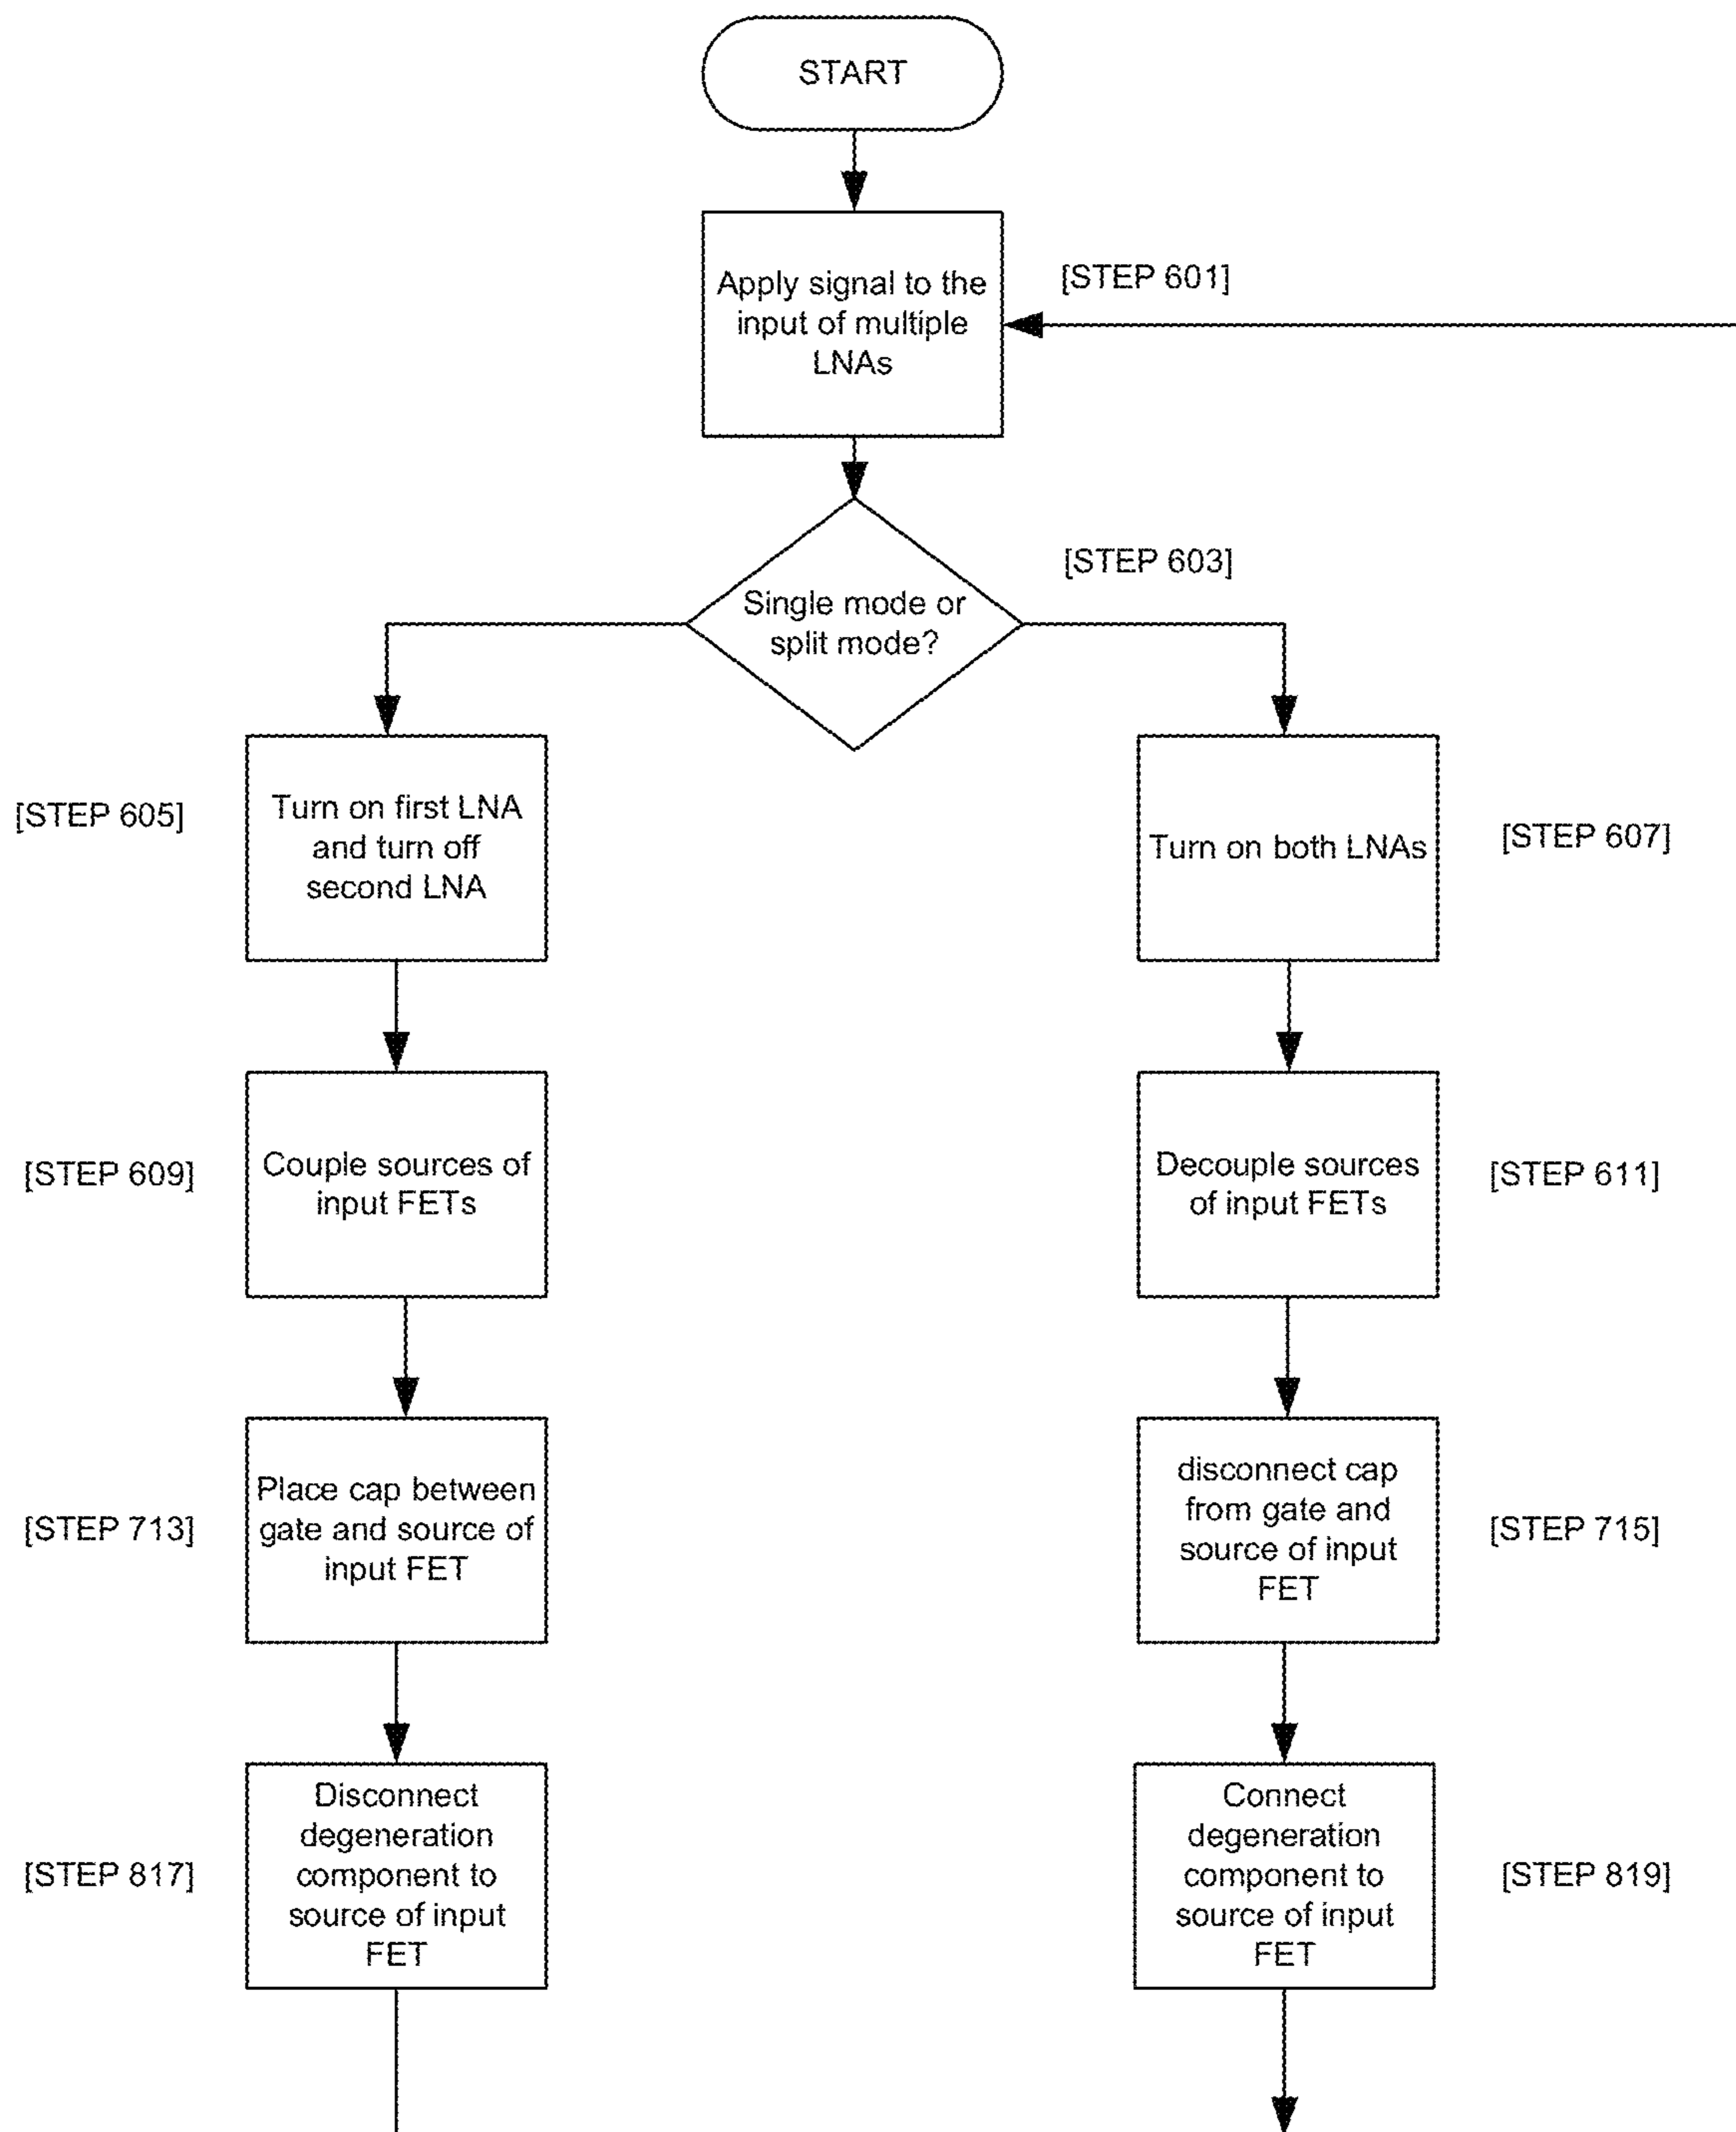 START
Apply signal to the
input of multiple
LNAs
[STEP 601]
Single mode or
split mode?
[STEP 603]
[STEP 605]
Turn on first LNA
and turn off
second LNA
Turn on both LNAs
[STEP 607]
[STEP 609]
Couple sources of
input FETs
Decouple sources
of input FETs
[STEP 611]
[STEP 713]
Place cap between
gate and source of
input FET
disconnect cap
from gate and
source of input
FET
[STEP 715]
[STEP 817]
Disconnect
degeneration
component to
source of input
FET
Connect
degeneration
component to
source of input
FET
[STEP 819]